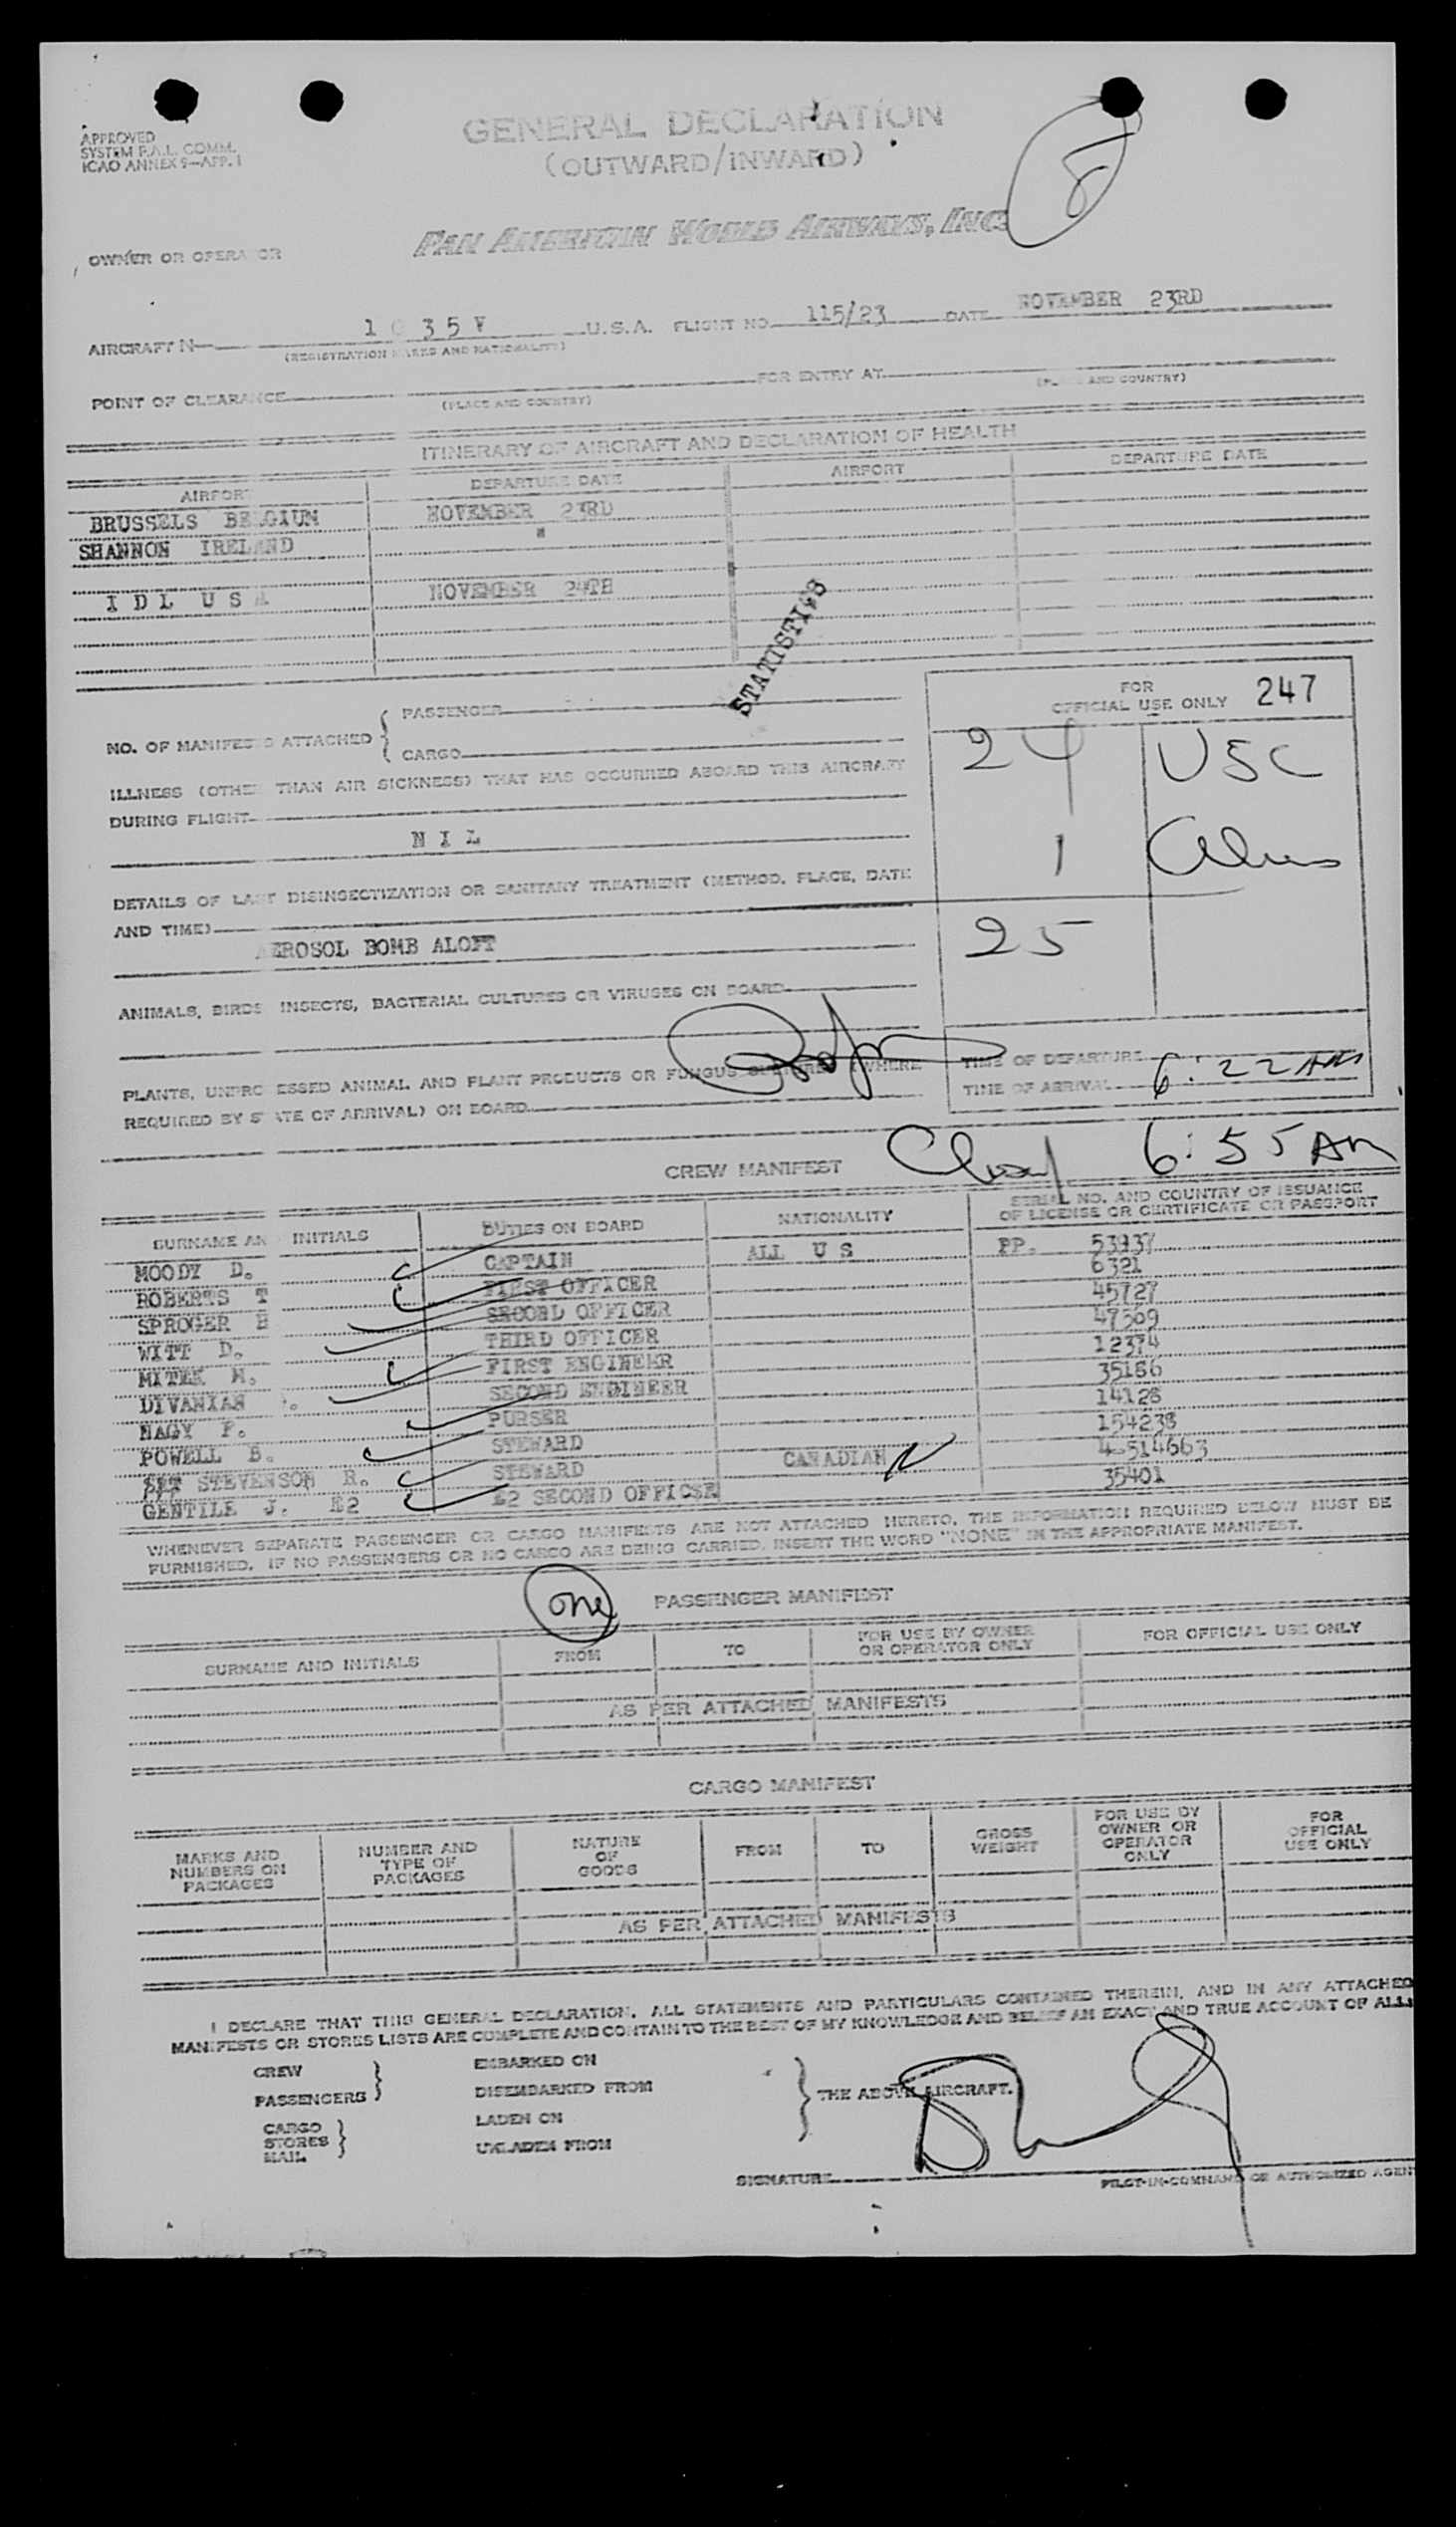 APPROVED
SYSTEM F.A.L. COMM.
ICAO ANNEX 9—APP. 1
GENERAL DECLARATION
(OUTWARD/INWARD)
8
OWNER OR OPERATOR
PAN AMERICAN WORLD AIRWAYS, INC.
AIRCRAFT N— 1035V U.S.A. FLIGHT NO. 115/23 DATE NOVEMBER 23RD
(REGISTRATION MARKS AND NATIONALITY)
POINT OF CLEARANCE FOR ENTRY AT
(PLACE AND COUNTRY) (PLACE AND COUNTRY)
ITINERARY OF AIRCRAFT AND DECLARATION OF HEALTH
AIRPORT DEPARTURE DATE AIRPORT DEPARTURE DATE
BRUSSELS BELGIUM NOVEMBER 23RD
SHANNON IRELAND "
I D L U S A NOVEMBER 24TH
STATISTICS
FOR
OFFICIAL USE ONLY 247
NO. OF MANIFESTS ATTACHED { PASSENGER
CARGO
24 USC
ILLNESS (OTHER THAN AIR SICKNESS) THAT HAS OCCURRED ABOARD THIS AIRCRAFT
DURING FLIGHT
N I L
1 Alien
DETAILS OF LAST DISINSECTIZATION OR SANITARY TREATMENT (METHOD, PLACE, DATE
AND TIME)
AEROSOL BOMB ALOFT
25
ANIMALS, BIRDS INSECTS, BACTERIAL CULTURES OR VIRUSES ON BOARD
PLANTS, UNPROCESSED ANIMAL AND PLANT PRODUCTS OR FUNGUS CULTURES (WHERE
REQUIRED BY STATE OF ARRIVAL) ON BOARD
TIME OF DEPARTURE
TIME OF ARRIVAL 6:22 AM
6:55 AM
CREW MANIFEST
SURNAME AND INITIALS DUTIES ON BOARD NATIONALITY SERIAL NO. AND COUNTRY OF ISSUANCE
OF LICENSE OR CERTIFICATE OR PASSPORT
MOODY D. CAPTAIN ALL U S PP. 53937
ROBERTS T FIRST OFFICER 6321
SPROGER E SECOND OFFICER 45727
WITT D. THIRD OFFICER 47509
MITEK M. FIRST ENGINEER 12374
DIVANIAN SECOND ENGINEER 35186
NAGY P. PURSER 14128
POWELL B. STEWARD 154238
STEVENSON R. STEWARD CANADIAN 4-514663
GENTILE J. E2 E2 SECOND OFFICER 35401
WHENEVER SEPARATE PASSENGER OR CARGO MANIFESTS ARE NOT ATTACHED HERETO, THE INFORMATION REQUIRED BELOW MUST BE
FURNISHED. IF NO PASSENGERS OR NO CARGO ARE BEING CARRIED, INSERT THE WORD "NONE" IN THE APPROPRIATE MANIFEST.
one PASSENGER MANIFEST
SURNAME AND INITIALS FROM TO FOR USE BY OWNER
OR OPERATOR ONLY FOR OFFICIAL USE ONLY
AS PER ATTACHED MANIFESTS
CARGO MANIFEST
MARKS AND
NUMBERS ON
PACKAGES
NUMBER AND
TYPE OF
PACKAGES
NATURE
OF
GOODS
FROM
TO
GROSS
WEIGHT
FOR USE BY
OWNER OR
OPERATOR
ONLY
FOR
OFFICIAL
USE ONLY
AS PER ATTACHED MANIFESTS
I DECLARE THAT THIS GENERAL DECLARATION, ALL STATEMENTS AND PARTICULARS CONTAINED THEREIN, AND IN ANY ATTACHED
MANIFESTS OR STORES LISTS ARE COMPLETE AND CONTAIN TO THE BEST OF MY KNOWLEDGE AND BELIEF AN EXACT AND TRUE ACCOUNT OF ALL:
CREW
PASSENGERS }
CARGO
STORES }
MAIL
EMBARKED ON
DISEMBARKED FROM
LADEN ON
UNLADEN FROM
} THE ABOVE AIRCRAFT.
SIGNATURE
PILOT-IN-COMMAND OR AUTHORIZED AGENT